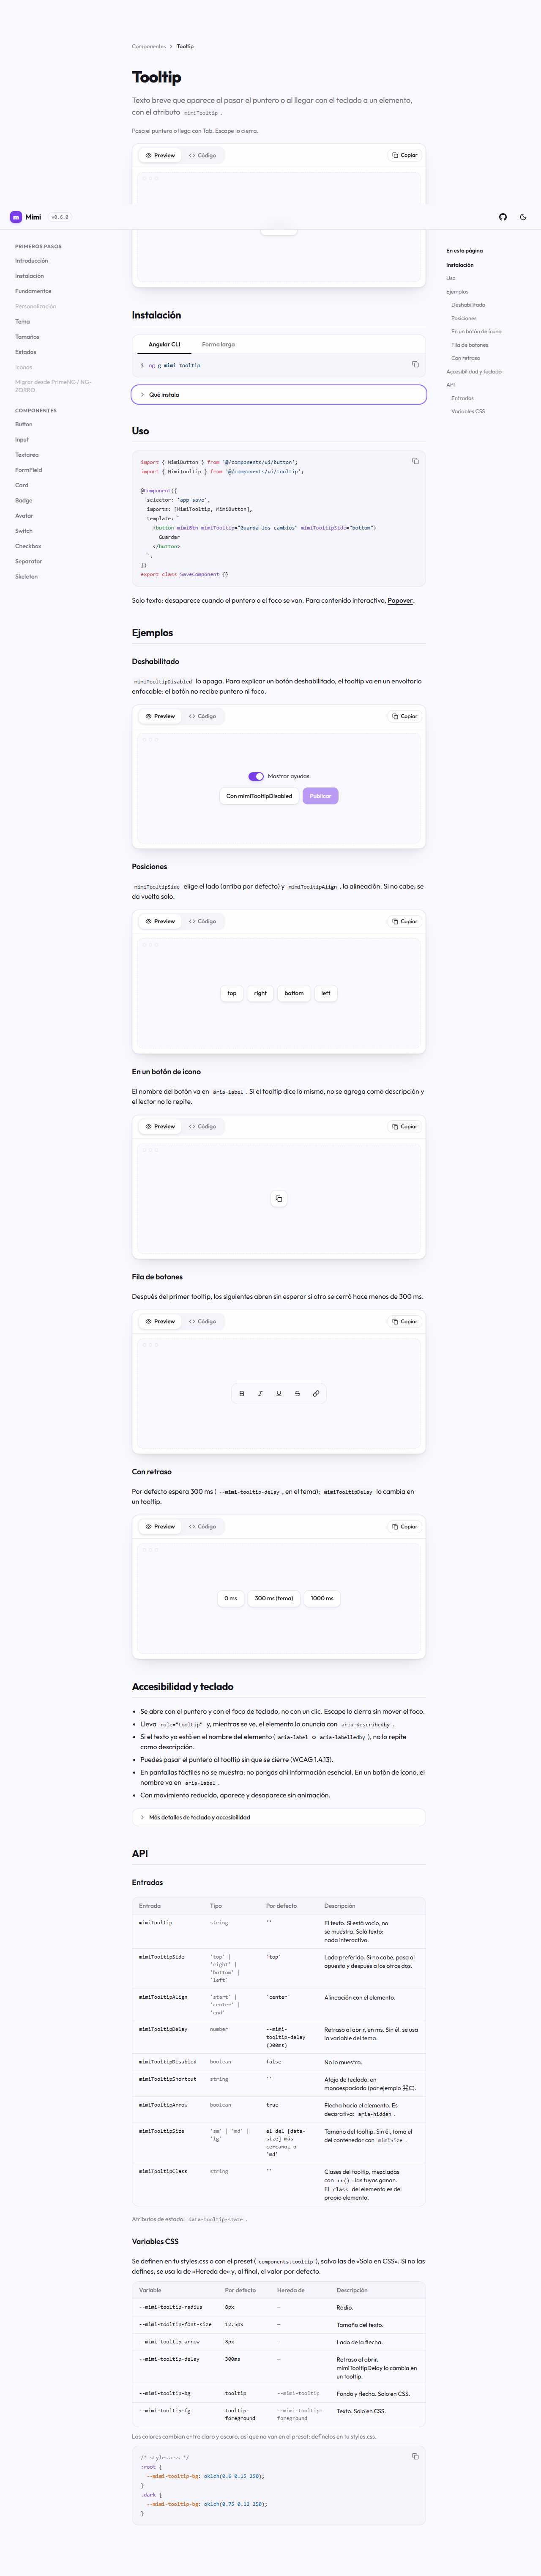 Componentes > Tooltip
Tooltip
Texto breve que aparece al pasar el puntero o al llegar con el teclado a un elemento,
con el atributo mimiTooltip.
Pasa el puntero o llega con Tab. Escape lo cierra.
Preview
Código
Copiar
Mimi
v0.6.0
PRIMEROS PASOS
Introducción
Instalación
Fundamentos
Personalización
Tema
Tamaños
Estados
Iconos
Migrar desde PrimeNG / NG-
ZORRO
COMPONENTES
Button
Input
Textarea
FormField
Card
Badge
Avatar
Switch
Checkbox
Separator
Skeleton
En esta página
Instalación
Uso
Ejemplos
Deshabilitado
Posiciones
En un botón de icono
Fila de botones
Con retraso
Accesibilidad y teclado
API
Entradas
Variables CSS
Instalación
Angular CLI
Forma larga
$ ng g mimi tooltip
Qué instala
Uso
import { MimiButton } from '@/components/ui/button';
import { MimiTooltip } from '@/components/ui/tooltip';
@Component({
selector: 'app-save',
imports: [MimiTooltip, MimiButton],
template: `
<button mimiBtn mimiTooltip="Guarda los cambios" mimiTooltipSide="bottom">
Guardar
</button>
`,
})
export class SaveComponent {}
Solo texto: desaparece cuando el puntero o el foco se van. Para contenido interactivo, Popover.
Ejemplos
Deshabilitado
mimiTooltipDisabled lo apaga. Para explicar un botón deshabilitado, el tooltip va en un envoltorio
enfocable: el botón no recibe puntero ni foco.
Preview
Código
Copiar
Mostrar ayudas
Con mimiTooltipDisabled
Publicar
Posiciones
mimiTooltipSide elige el lado (arriba por defecto) y mimiTooltipAlign, la alineación. Si no cabe, se
da vuelta solo.
Preview
Código
Copiar
top
right
bottom
left
En un botón de icono
El nombre del botón va en aria-label. Si el tooltip dice lo mismo, no se agrega como descripción y
el lector no lo repite.
Preview
Código
Copiar
Fila de botones
Después del primer tooltip, los siguientes abren sin esperar si otro se cerró hace menos de 300 ms.
Preview
Código
Copiar
Con retraso
Por defecto espera 300 ms (--mimi-tooltip-delay, en el tema); mimiTooltipDelay lo cambia en
un tooltip.
Preview
Código
Copiar
0 ms
300 ms (tema)
1000 ms
Accesibilidad y teclado
• Se abre con el puntero y con el foco de teclado, no con un clic. Escape lo cierra sin mover el foco.
• Lleva role="tooltip" y, mientras se ve, el elemento lo anuncia con aria-describedby.
• Si el texto ya está en el nombre del elemento (aria-label o aria-labelledby), no lo repite
como descripción.
• Puedes pasar el puntero al tooltip sin que se cierre (WCAG 1.4.13).
• En pantallas táctiles no se muestra: no pongas ahí información esencial. En un botón de icono, el
nombre va en aria-label.
• Con movimiento reducido, aparece y desaparece sin animación.
Más detalles de teclado y accesibilidad
API
Entradas
Entrada Tipo Por defecto Descripción
mimiTooltip string '' El texto. Si está vacío, no
se muestra. Solo texto:
nada interactivo.
mimiTooltipSide 'top' | 'top' Lado preferido. Si no cabe, pasa al
'right' | opuesto y después a los otros dos.
'bottom' |
'left'
mimiTooltipAlign 'start' | 'center' Alineación con el elemento.
'center' |
'end'
mimiTooltipDelay number --mimi- Retraso al abrir, en ms. Sin él, se usa
tooltip-delay la variable del tema.
(300ms)
mimiTooltipDisabled boolean false No lo muestra.
mimiTooltipShortcut string '' Atajo de teclado, en
monoespaciada (por ejemplo ⌘C).
mimiTooltipArrow boolean true Flecha hacia el elemento. Es
decorativa: aria-hidden.
mimiTooltipSize 'sm' | 'md' | el del [data- Tamaño del tooltip. Sin él, toma el
'lg' size] más del contenedor con mimiSize.
cercano, o
'md'
mimiTooltipClass string '' Clases del tooltip, mezcladas
con cn(): las tuyas ganan.
El class del elemento es del
propio elemento.
Atributos de estado: data-tooltip-state.
Variables CSS
Se definen en tu styles.css o con el preset (components.tooltip), salvo las de «Solo en CSS». Si no las
defines, se usa la de «Hereda de» y, al final, el valor por defecto.
Variable Por defecto Hereda de Descripción
--mimi-tooltip-radius 8px — Radio.
--mimi-tooltip-font-size 12.5px — Tamaño del texto.
--mimi-tooltip-arrow 8px — Lado de la flecha.
--mimi-tooltip-delay 300ms — Retraso al abrir.
mimiTooltipDelay lo cambia en
un tooltip.
--mimi-tooltip-bg tooltip --mimi-tooltip Fondo y flecha. Solo en CSS.
--mimi-tooltip-fg tooltip- --mimi-tooltip- Texto. Solo en CSS.
foreground foreground
Los colores cambian entre claro y oscuro, así que no van en el preset: defínelos en tu styles.css.
/* styles.css */
:root {
--mimi-tooltip-bg: oklch(0.6 0.15 250);
}
.dark {
--mimi-tooltip-bg: oklch(0.75 0.12 250);
}